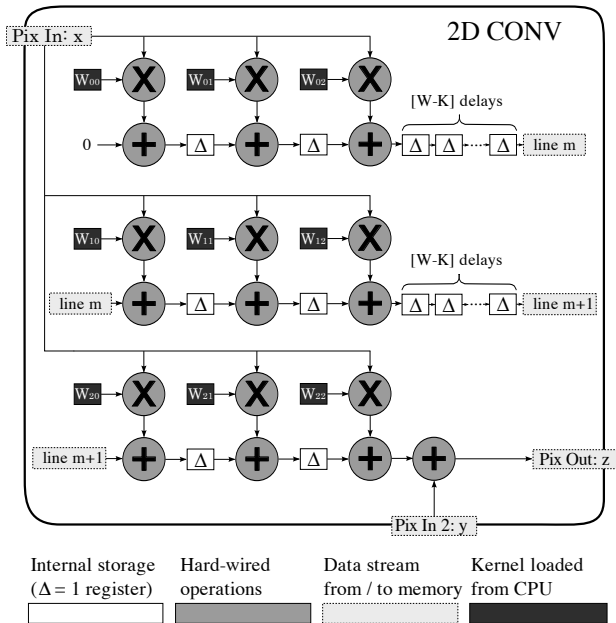 Pix In: x
2D CONV
W00 X W01 X W02 X
[W-K] delays
0 + Δ + Δ + Δ Δ Δ line m
W10 X W11 X W12 X
[W-K] delays
line m + Δ + Δ + Δ Δ Δ line m+1
W20 X W21 X W22 X
line m+1 + Δ + Δ + + Pix Out: z
Pix In 2: y
Internal storage
(Δ = 1 register)
Hard-wired
operations
Data stream
from / to memory
Kernel loaded
from CPU